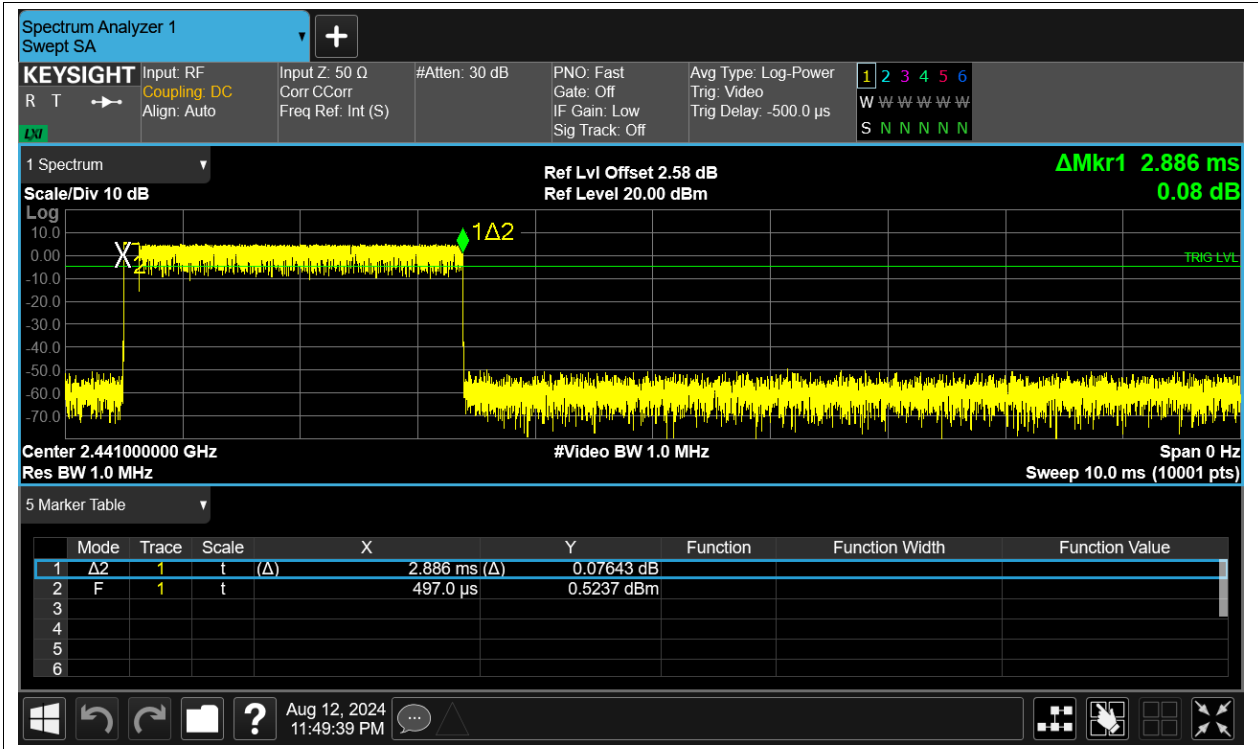 Spectrum Analyzer 1
Swept SA
KEYSIGHT
R T
LXI
Input: RF
Coupling: DC
Align: Auto
Input Z: 50 Ω
Corr CCorr
Freq Ref: Int (S)
#Atten: 30 dB
PNO: Fast
Gate: Off
IF Gain: Low
Sig Track: Off
Avg Type: Log-Power
Trig: Video
Trig Delay: -500.0 µs
1 2 3 4 5 6
W W W W W W
S N N N N N
1 Spectrum
Scale/Div 10 dB
Ref Lvl Offset 2.58 dB
Ref Level 20.00 dBm
ΔMkr1 2.886 ms
0.08 dB
Log
10.0
0.00
-10.0
-20.0
-30.0
-40.0
-50.0
-60.0
-70.0
X
2
1Δ2
TRIG LVL
Center 2.441000000 GHz
#Video BW 1.0 MHz
Span 0 Hz
Res BW 1.0 MHz
Sweep 10.0 ms (10001 pts)
5 Marker Table
Mode Trace Scale X Y Function Function Width Function Value
1 Δ2 1 t (Δ) 2.886 ms (Δ) 0.07643 dB
2 F 1 t 497.0 µs 0.5237 dBm
3
4
5
6
?
Aug 12, 2024
11:49:39 PM